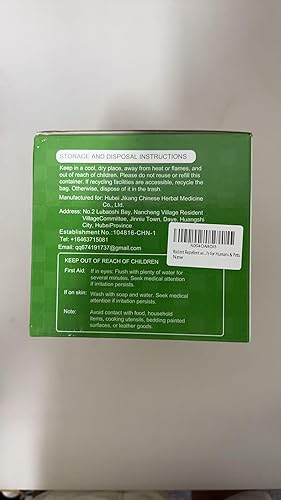 STORAGE AND DISPOSAL INSTRUCTIONS
Keep in a cool, dry place, away from heat or flames, and
out of reach of children. Please do not reuse or refill this
container. If recycling facilities are accessible, recycle the
bag. Otherwise, dispose of it in the trash.
Manufactured for: Hubei Jikang Chinese Herbal Medicine
Co., Ltd.
Address: No.2 Lubaoshi Bay, Nancheng Village Resident
VillageCommittee, Jinniu Town, Daye, Huangshi
City, HubeiProvince
Establishment No.:104816-CHN-1
Tel: +16463715081
Email: qq674191737@gmail.com
Rodent Repellent
New
KEEP OUT OF REACH OF CHILDREN
First Aid: If in eyes: Flush with plenty of water for
several minutes. Seek medical
attention if irritation persists.
If on skin: Wash with soap and water. Seek medical
attention if irritation persists.
Note: Avoid contact with food, household
items, cooking utensils, bedding painted
surfaces, or leather goods.